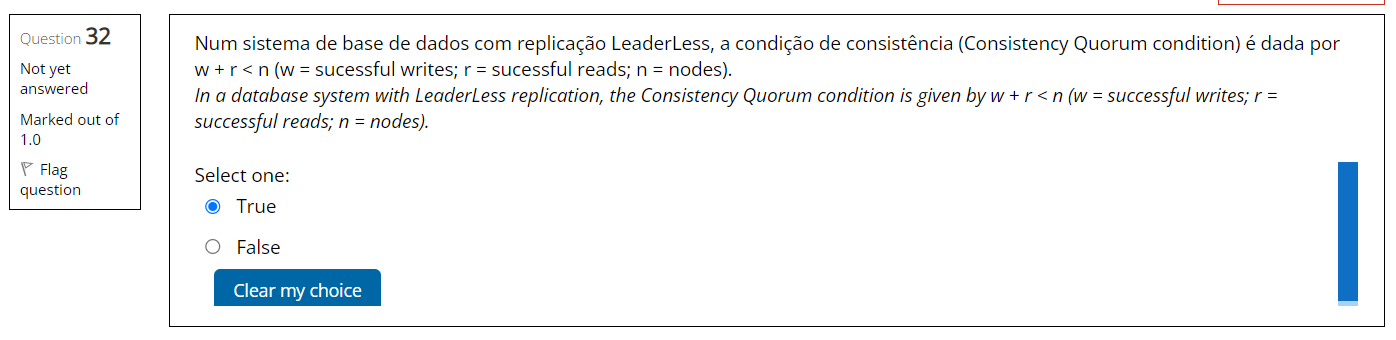 Question 32
Not yet
answered
Marked out of
1.0
Flag
question
Num sistema de base de dados com replicação LeaderLess, a condição de consistência (Consistency Quorum condition) é dada por
w + r < n (w = sucessful writes; r = sucessful reads; n = nodes).
In a database system with LeaderLess replication, the Consistency Quorum condition is given by w + r < n (w = successful writes; r =
successful reads; n = nodes).
Select one:
True
False
Clear my choice